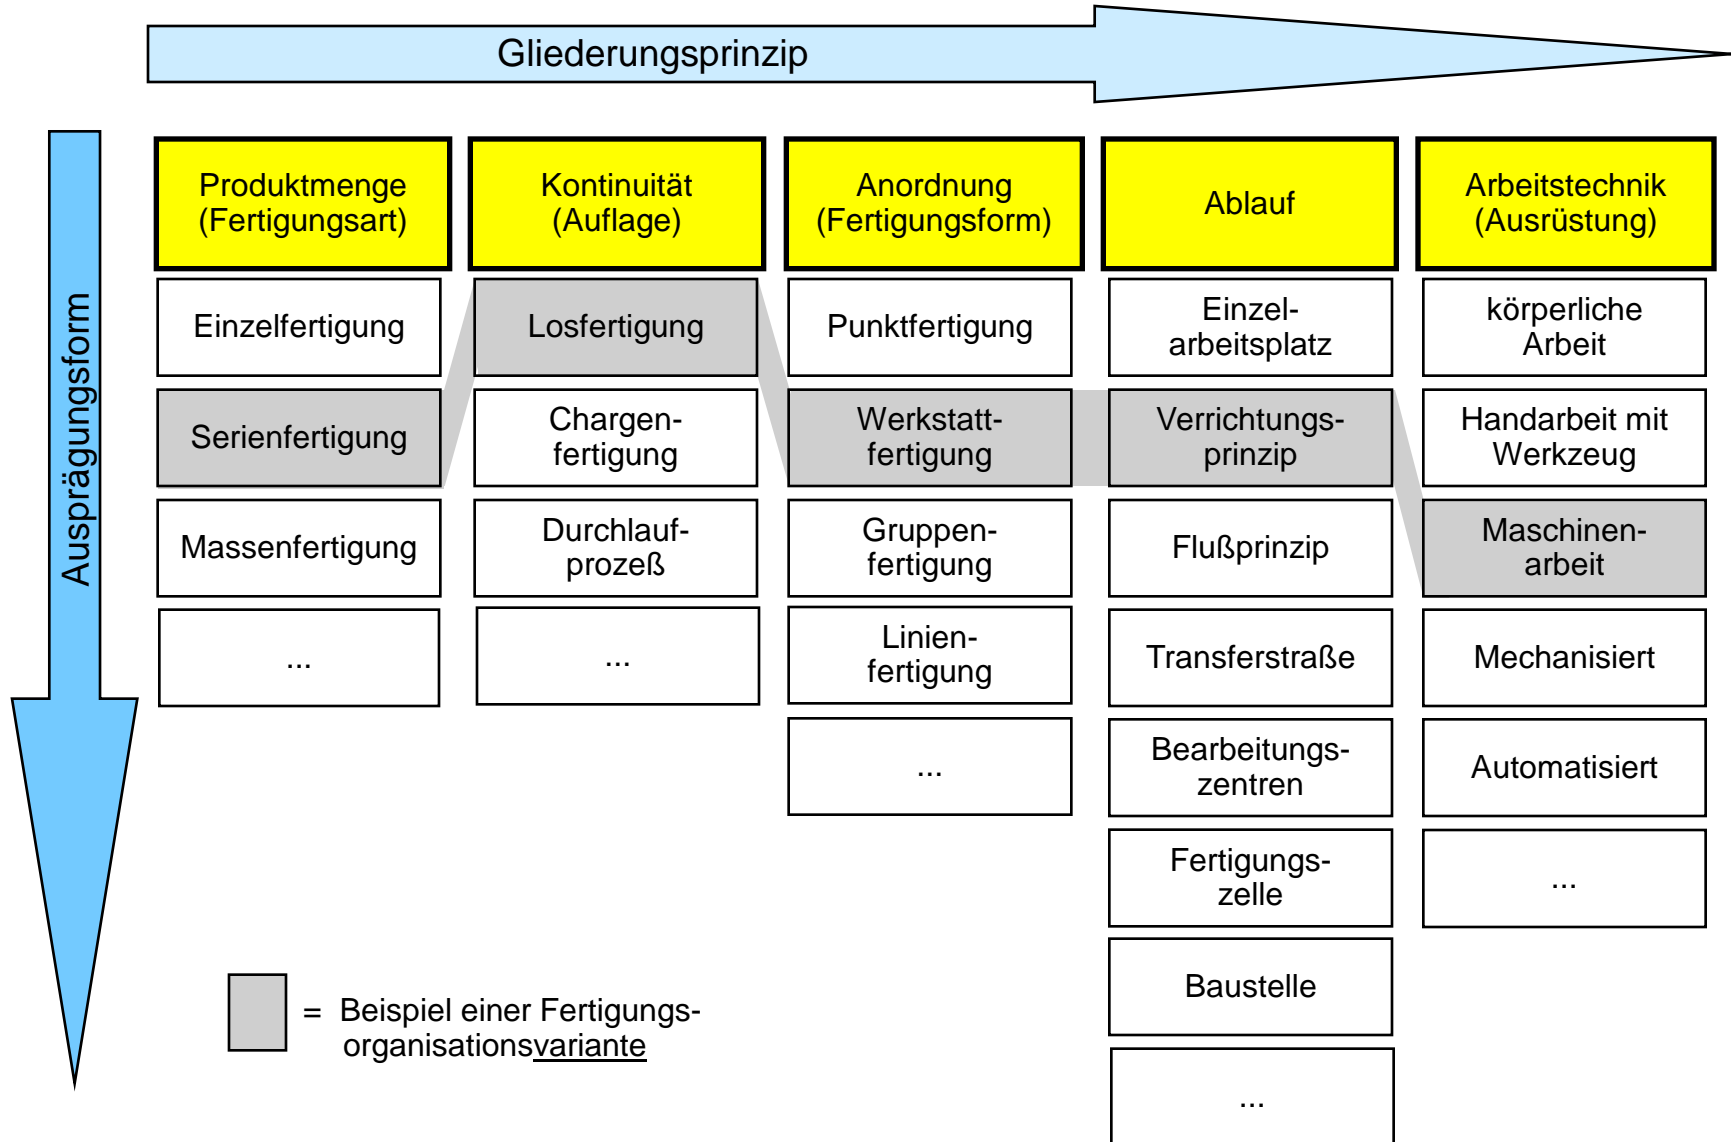 Gliederungsprinzip
Ausprägungsform
Produktmenge
(Fertigungsart)
Einzelfertigung
Serienfertigung
Massenfertigung
...
Kontinuität
(Auflage)
Losfertigung
Chargen-
fertigung
Durchlauf-
prozeß
...
Anordnung
(Fertigungsform)
Punktfertigung
Werkstatt-
fertigung
Gruppen-
fertigung
Linien-
fertigung
...
Ablauf
Einzel-
arbeitsplatz
Verrichtungs-
prinzip
Flußprinzip
Transferstraße
Bearbeitungs-
zentren
Fertigungs-
zelle
Baustelle
...
Arbeitstechnik
(Ausrüstung)
körperliche
Arbeit
Handarbeit mit
Werkzeug
Maschinen-
arbeit
Mechanisiert
Automatisiert
...
= Beispiel einer Fertigungs-
organisationsvariante